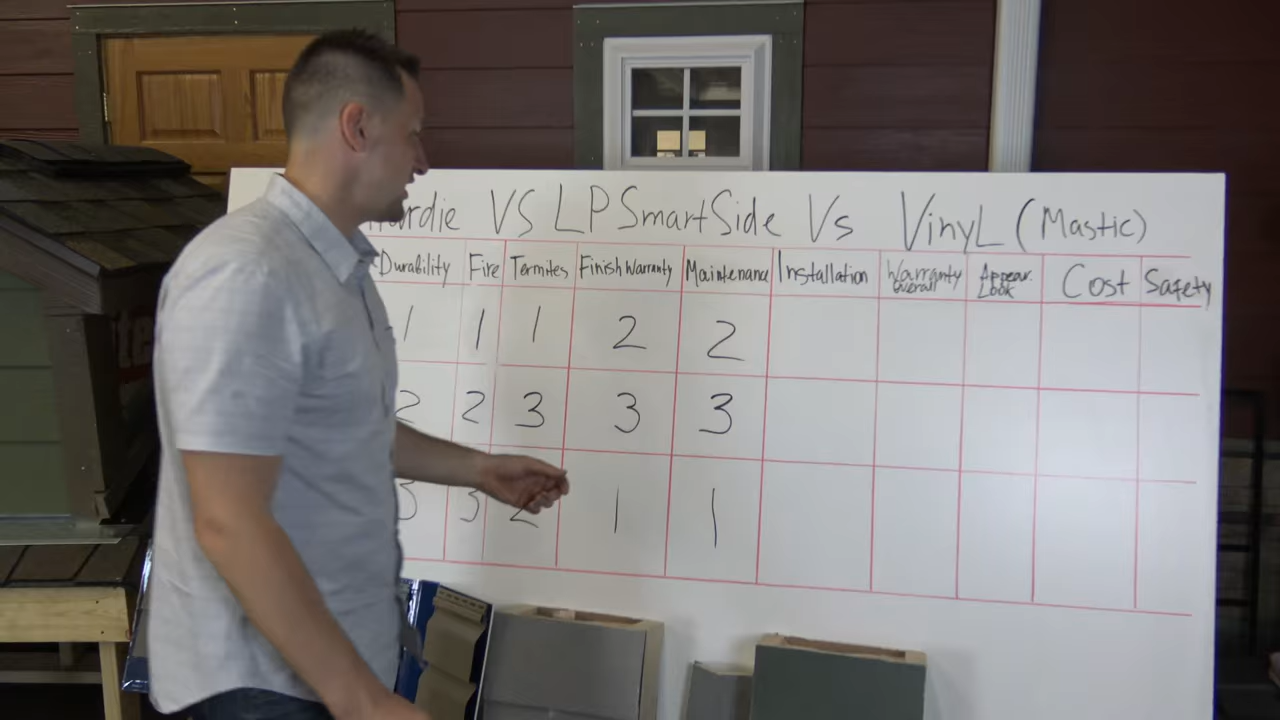 Hardie VS LP SmartSide Vs Vinyl (Mastic)
Durability Fire Termites Finish Warranty Maintenance Installation Warranty overall Appear. Look Cost Safety
1 1 1 2 2
2 2 3 3 3
3 3 2 1 1